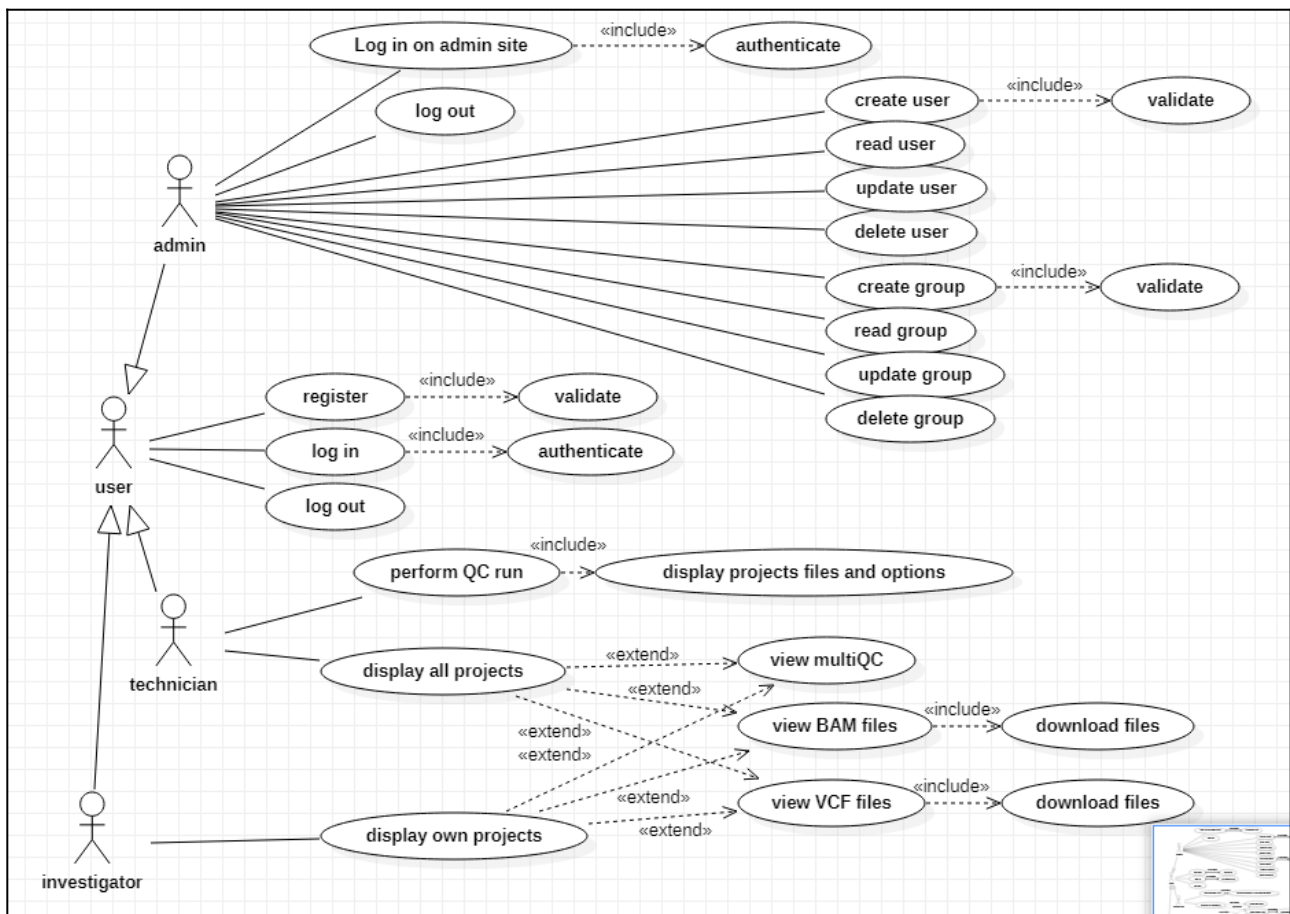 Log in on admin site
«include»
authenticate
log out
create user
«include»
validate
read user
update user
delete user
admin
create group
«include»
validate
read group
update group
delete group
register
«include»
validate
log in
«include»
authenticate
user
log out
perform QC run
«include»
display projects files and options
technician
display all projects
«extend»
view multiQC
«extend»
«extend»
«extend»
view BAM files
«include»
download files
«extend»
view VCF files
«include»
download files
«extend»
display own projects
investigator